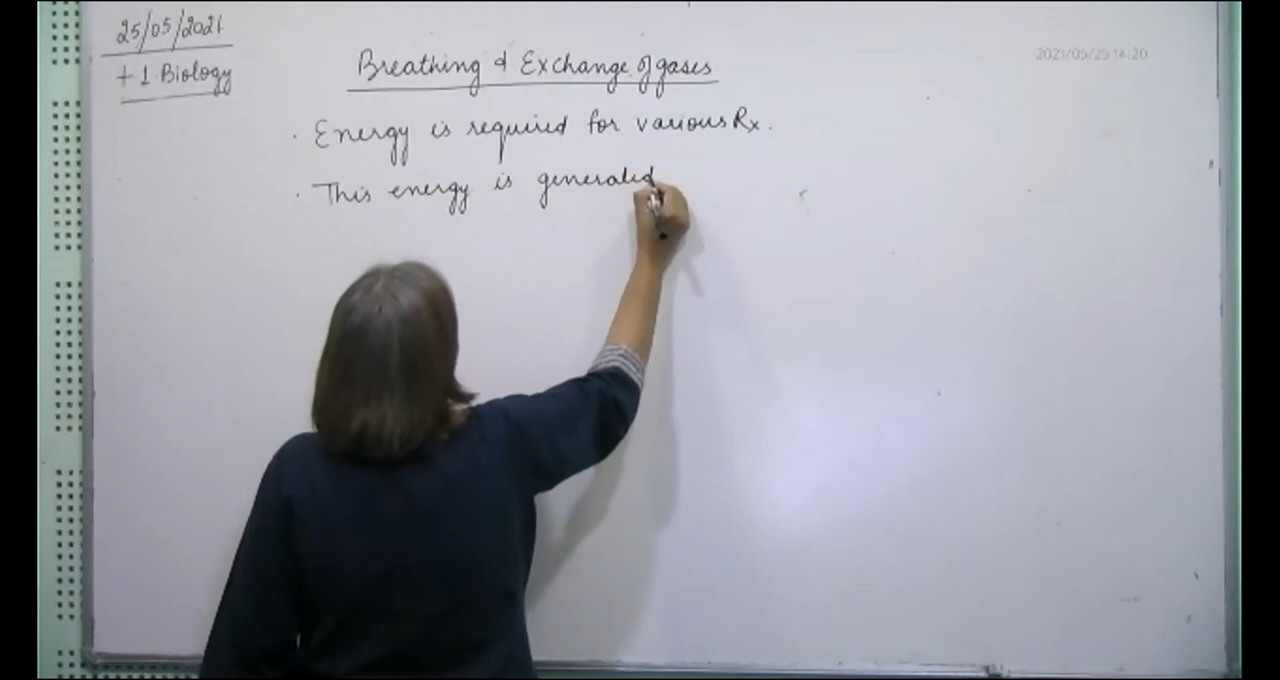 25/05/2021
+1 Biology
Breathing & Exchange of gases
2021/05/25 14:20
· Energy is required for various Rx.
· This energy is generated